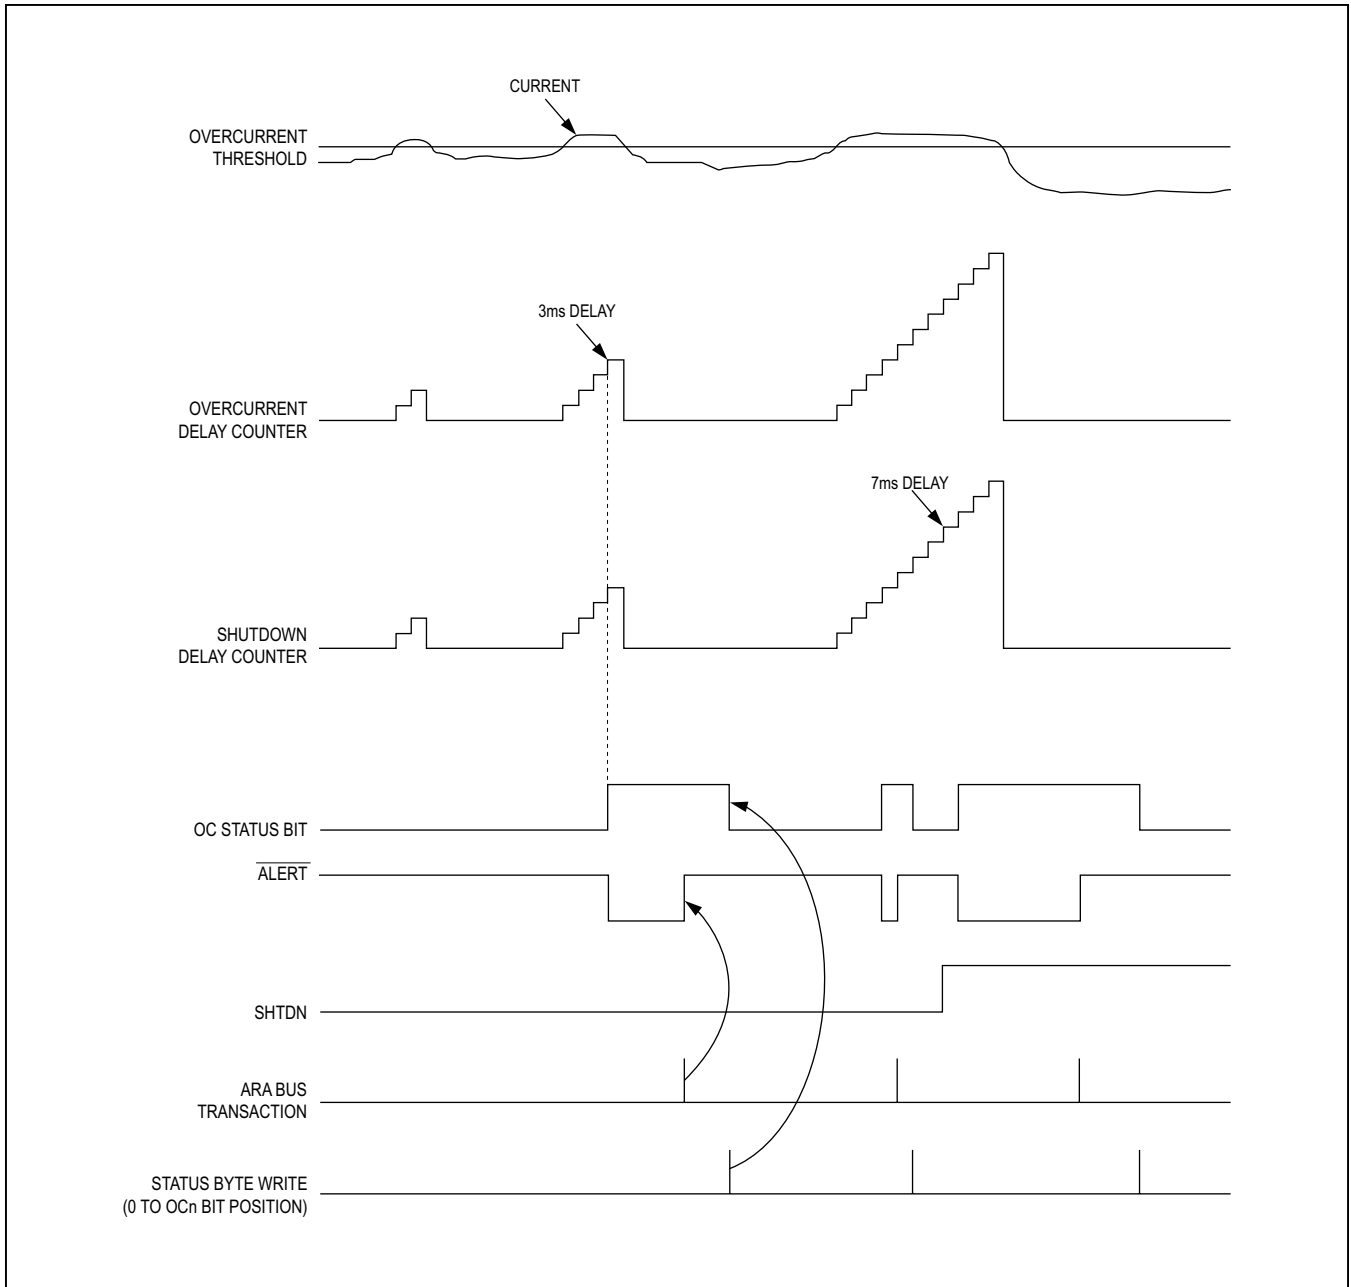 CURRENT
OVERCURRENT
THRESHOLD
3ms DELAY
OVERCURRENT
DELAY COUNTER
7ms DELAY
SHUTDOWN
DELAY COUNTER
OC STATUS BIT
ALERT
SHTDN
ARA BUS
TRANSACTION
STATUS BYTE WRITE
(0 TO OCn BIT POSITION)